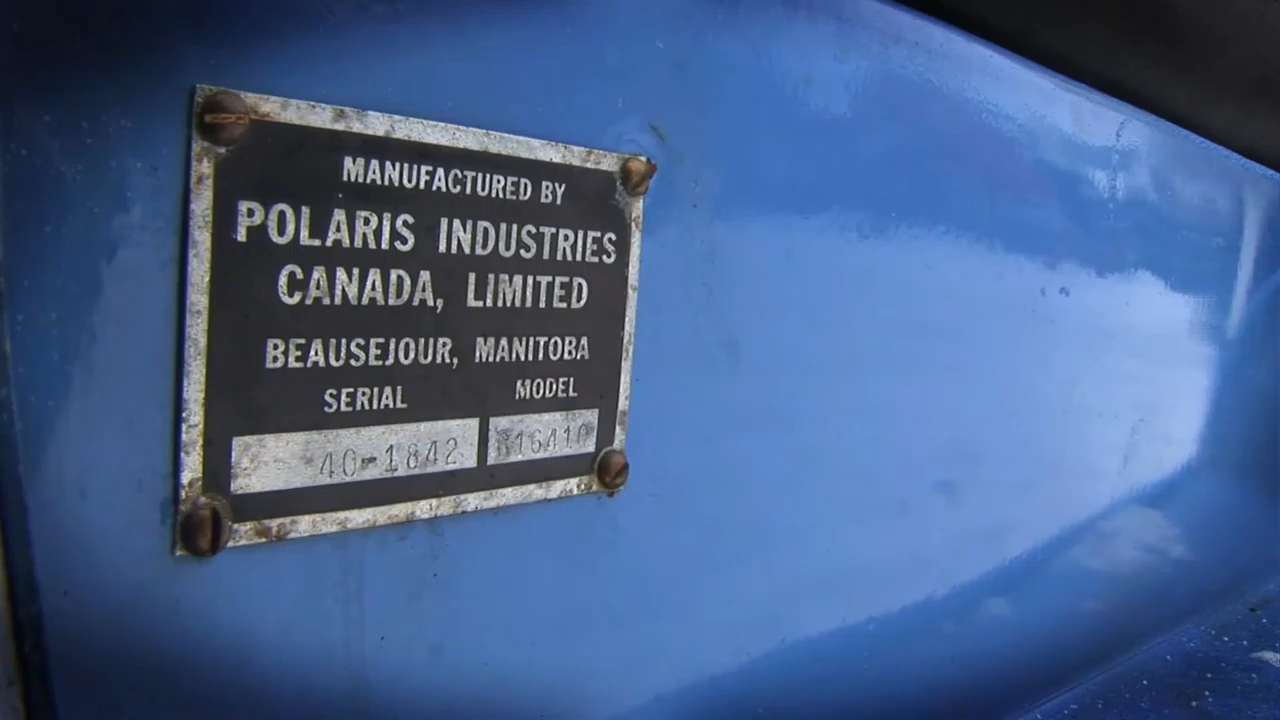 MANUFACTURED BY
POLARIS INDUSTRIES
CANADA, LIMITED
BEAUSEJOUR, MANITOBA
SERIAL MODEL
40-1842